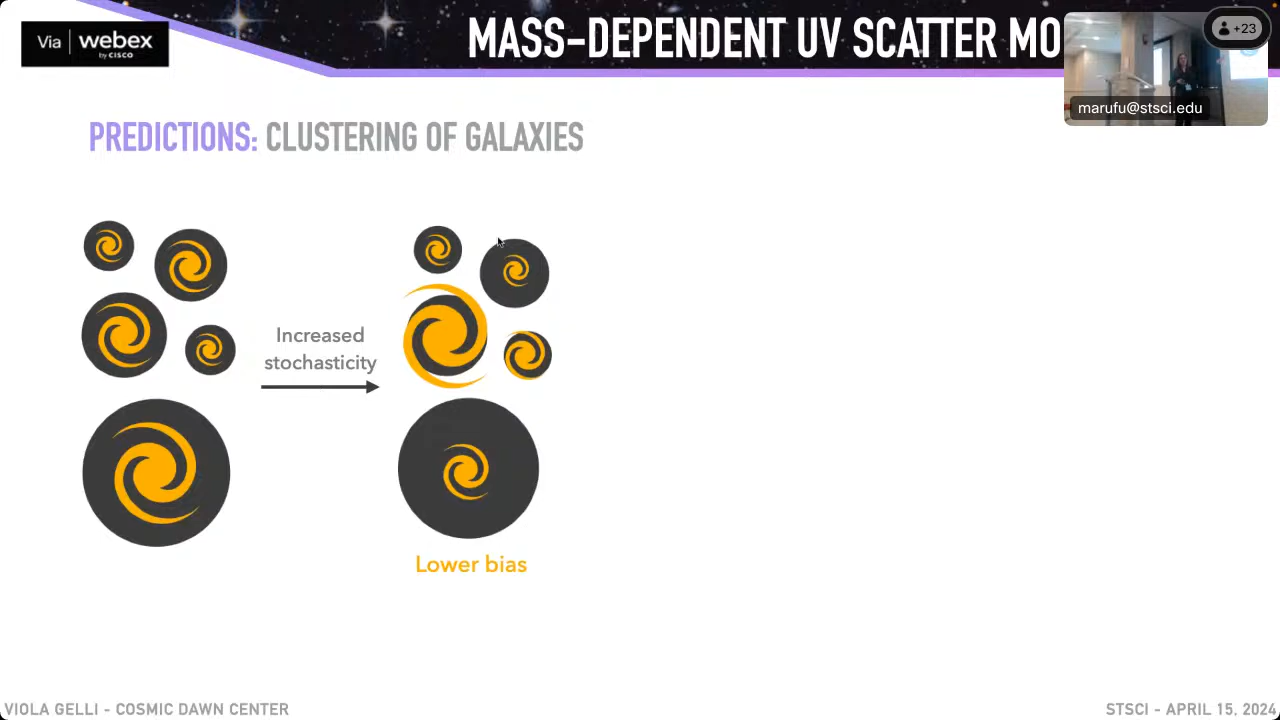 Via | webex
by CISCO
MASS-DEPENDENT UV SCATTER MO
+23
marufu@stsci.edu
PREDICTIONS: CLUSTERING OF GALAXIES
Increased
stochasticity
Lower bias
VIOLA GELLI - COSMIC DAWN CENTER
STSCI - APRIL 15, 2024